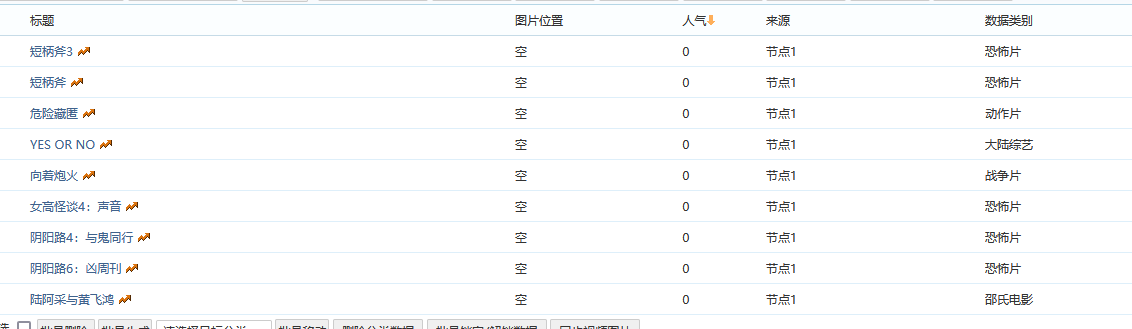 标题 图片位置 人气 来源 数据类别
短柄斧3 空 0 节点1 恐怖片
短柄斧 空 0 节点1 恐怖片
危险藏匿 空 0 节点1 动作片
YES OR NO 空 0 节点1 大陆综艺
向着炮火 空 0 节点1 战争片
女高怪谈4：声音 空 0 节点1 恐怖片
阴阳路4：与鬼同行 空 0 节点1 恐怖片
阴阳路6：凶周刊 空 0 节点1 恐怖片
陆阿采与黄飞鸿 空 0 节点1 邵氏电影